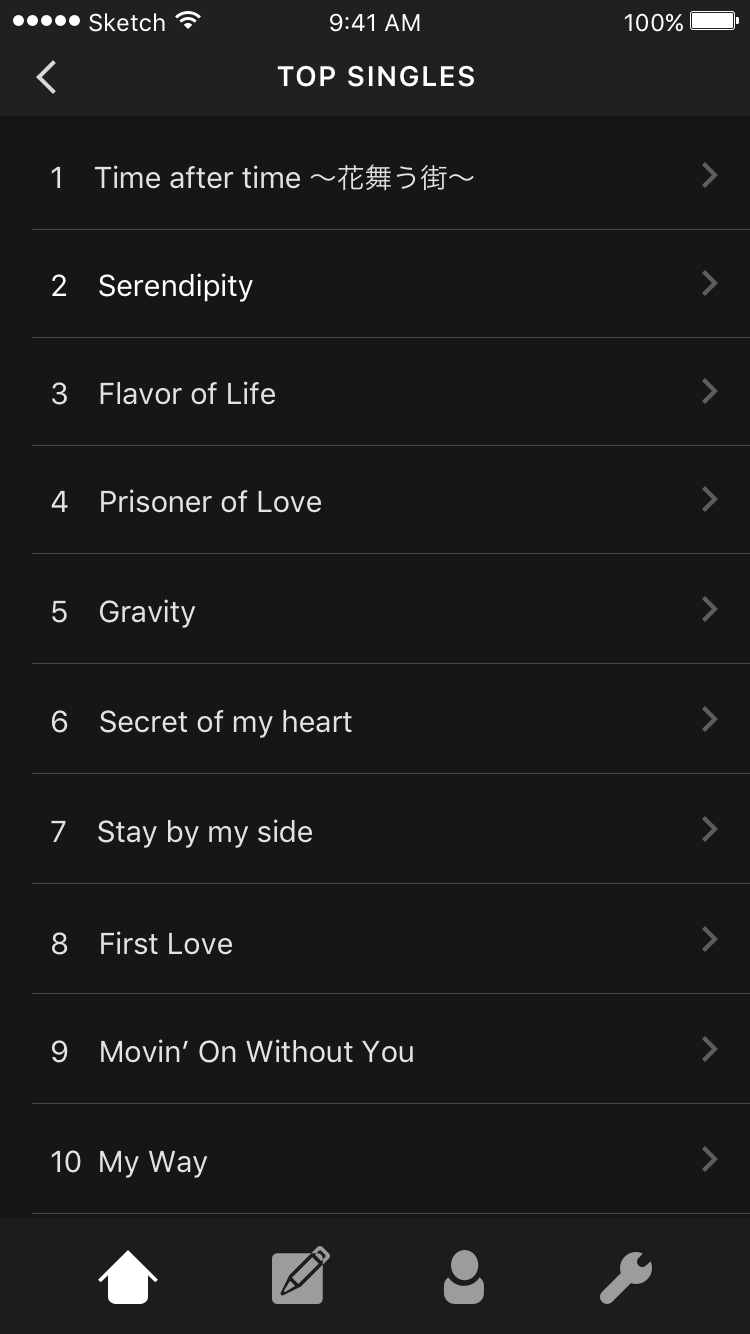 Sketch 9:41 AM 100%
TOP SINGLES
1 Time after time ～花舞う街～
2 Serendipity
3 Flavor of Life
4 Prisoner of Love
5 Gravity
6 Secret of my heart
7 Stay by my side
8 First Love
9 Movin’ On Without You
10 My Way